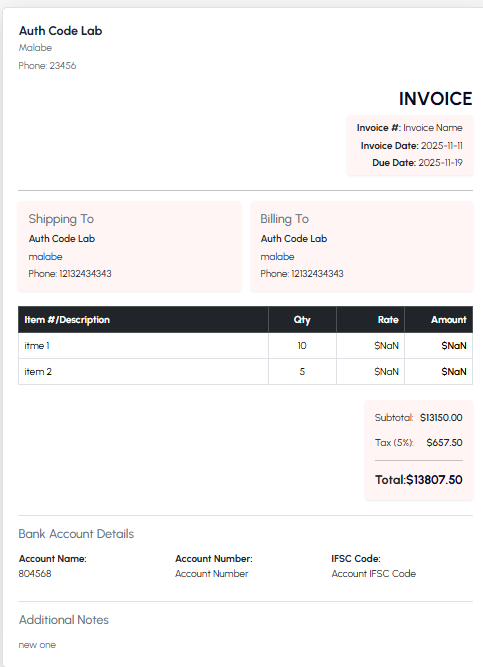 Auth Code Lab
Malabe
Phone: 23456
INVOICE
Invoice #: Invoice Name
Invoice Date: 2025-11-11
Due Date: 2025-11-19
Shipping To
Auth Code Lab
malabe
Phone: 12132434343
Billing To
Auth Code Lab
malabe
Phone: 12132434343
Item #/Description Qty Rate Amount
itme 1 10 $NaN $NaN
item 2 5 $NaN $NaN
Subtotal: $13150.00
Tax (5%): $657.50
Total:$13807.50
Bank Account Details
Account Name: Account Number: IFSC Code:
804568 Account Number Account IFSC Code
Additional Notes
new one